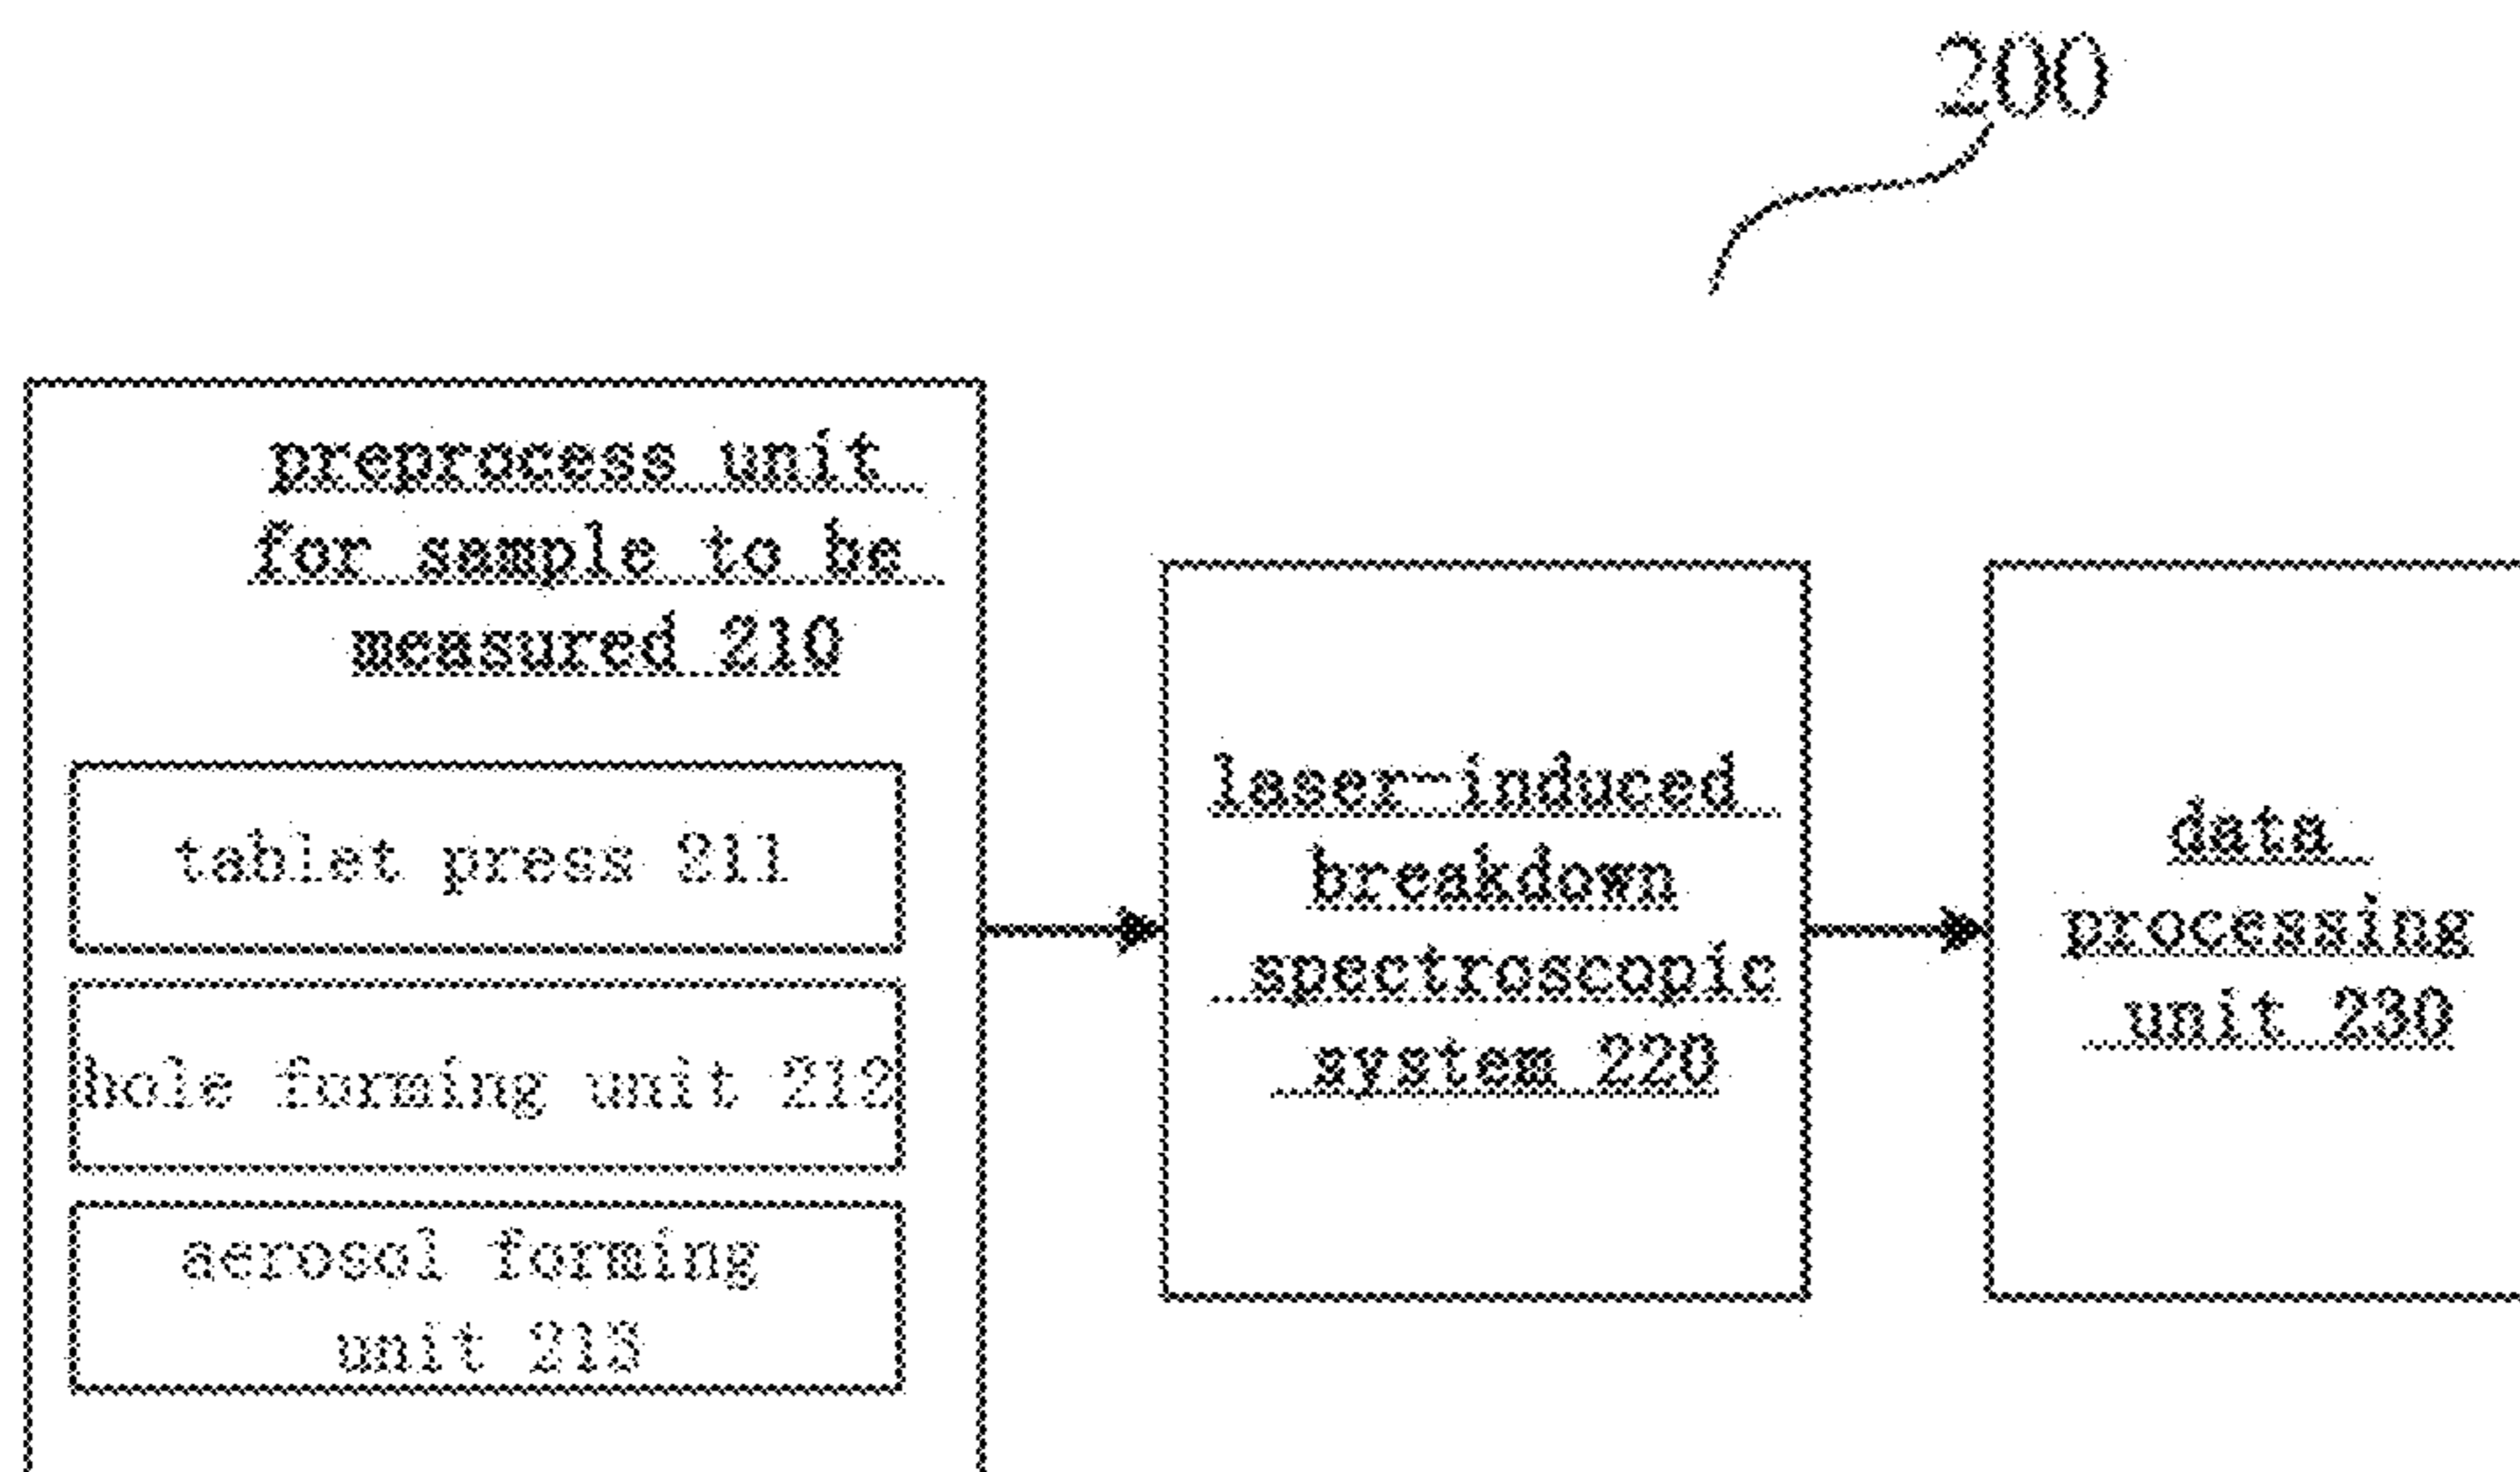 200
preprocess unit
for sample to be
measured 210
tablet press 211
hole forming unit 212
aerosol forming
unit 213
laser-induced
breakdown
spectroscopic
system 220
data
processing
unit 230